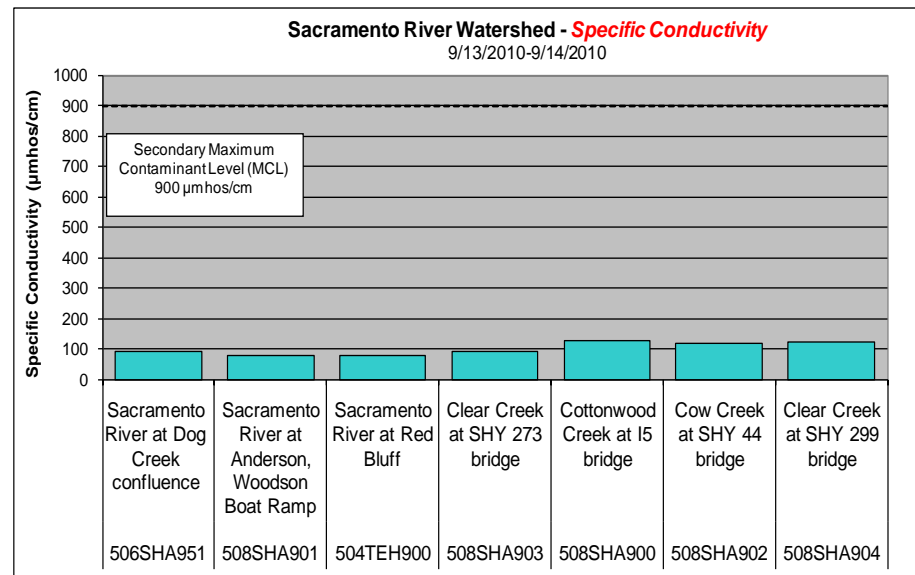 Sacramento River Watershed - Specific Conductivity
9/13/2010-9/14/2010
Specific Conductivity (µmhos/cm)
1000
900
800
700
600
500
400
300
200
100
0
Secondary Maximum
Contaminant Level (MCL)
900 µmhos/cm
Sacramento
River at Dog
Creek
confluence
Sacramento
River at
Anderson,
Woodson
Boat Ramp
Sacramento
River at Red
Bluff
Clear Creek
at SHY 273
bridge
Cottonwood
Creek at I5
bridge
Cow Creek
at SHY 44
bridge
Clear Creek
at SHY 299
bridge
506SHA951
508SHA901
504TEH900
508SHA903
508SHA900
508SHA902
508SHA904